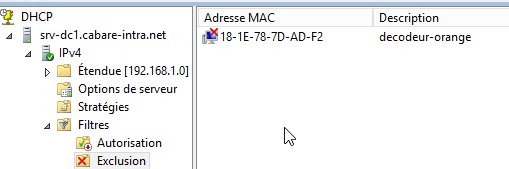 DHCP
srv-dc1.cabare-intra.net
IPv4
Étendue [192.168.1.0]
Options de serveur
Stratégies
Filtres
Autorisation
Exclusion
Adresse MAC Description
18-1E-78-7D-AD-F2 decodeur-orange